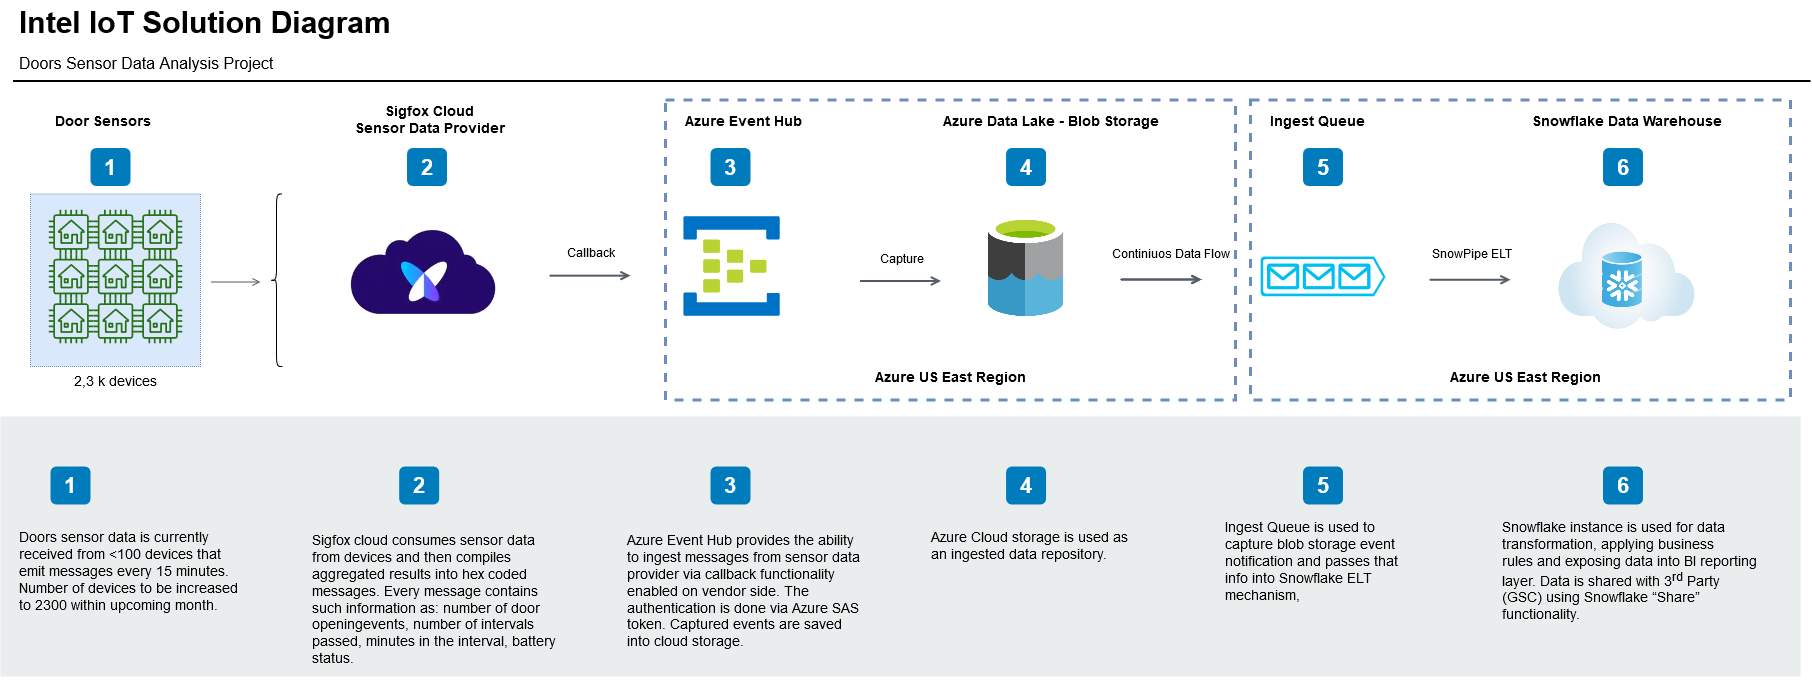 Intel IoT Solution Diagram
Doors Sensor Data Analysis Project
Door Sensors
1
2,3 k devices
Sigfox Cloud
Sensor Data Provider
2
Callback
Azure Event Hub
3
Capture
Azure Data Lake - Blob Storage
4
Continiuos Data Flow
Azure US East Region
Ingest Queue
5
SnowPipe ELT
Snowflake Data Warehouse
6
Azure US East Region
1
Doors sensor data is currently
received from <100 devices that
emit messages every 15 minutes.
Number of devices to be increased
to 2300 within upcoming month.
2
Sigfox cloud consumes sensor data
from devices and then compiles
aggregated results into hex coded
messages. Every message contains
such information as: number of door
openingevents, number of intervals
passed, minutes in the interval, battery
status.
3
Azure Event Hub provides the ability
to ingest messages from sensor data
provider via callback functionality
enabled on vendor side. The
authentication is done via Azure SAS
token. Captured events are saved
into cloud storage.
4
Azure Cloud storage is used as
an ingested data repository.
5
Ingest Queue is used to
capture blob storage event
notification and passes that
info into Snowflake ELT
mechanism,
6
Snowflake instance is used for data
transformation, applying business
rules and exposing data into BI reporting
layer. Data is shared with 3rd Party
(GSC) using Snowflake “Share”
functionality.